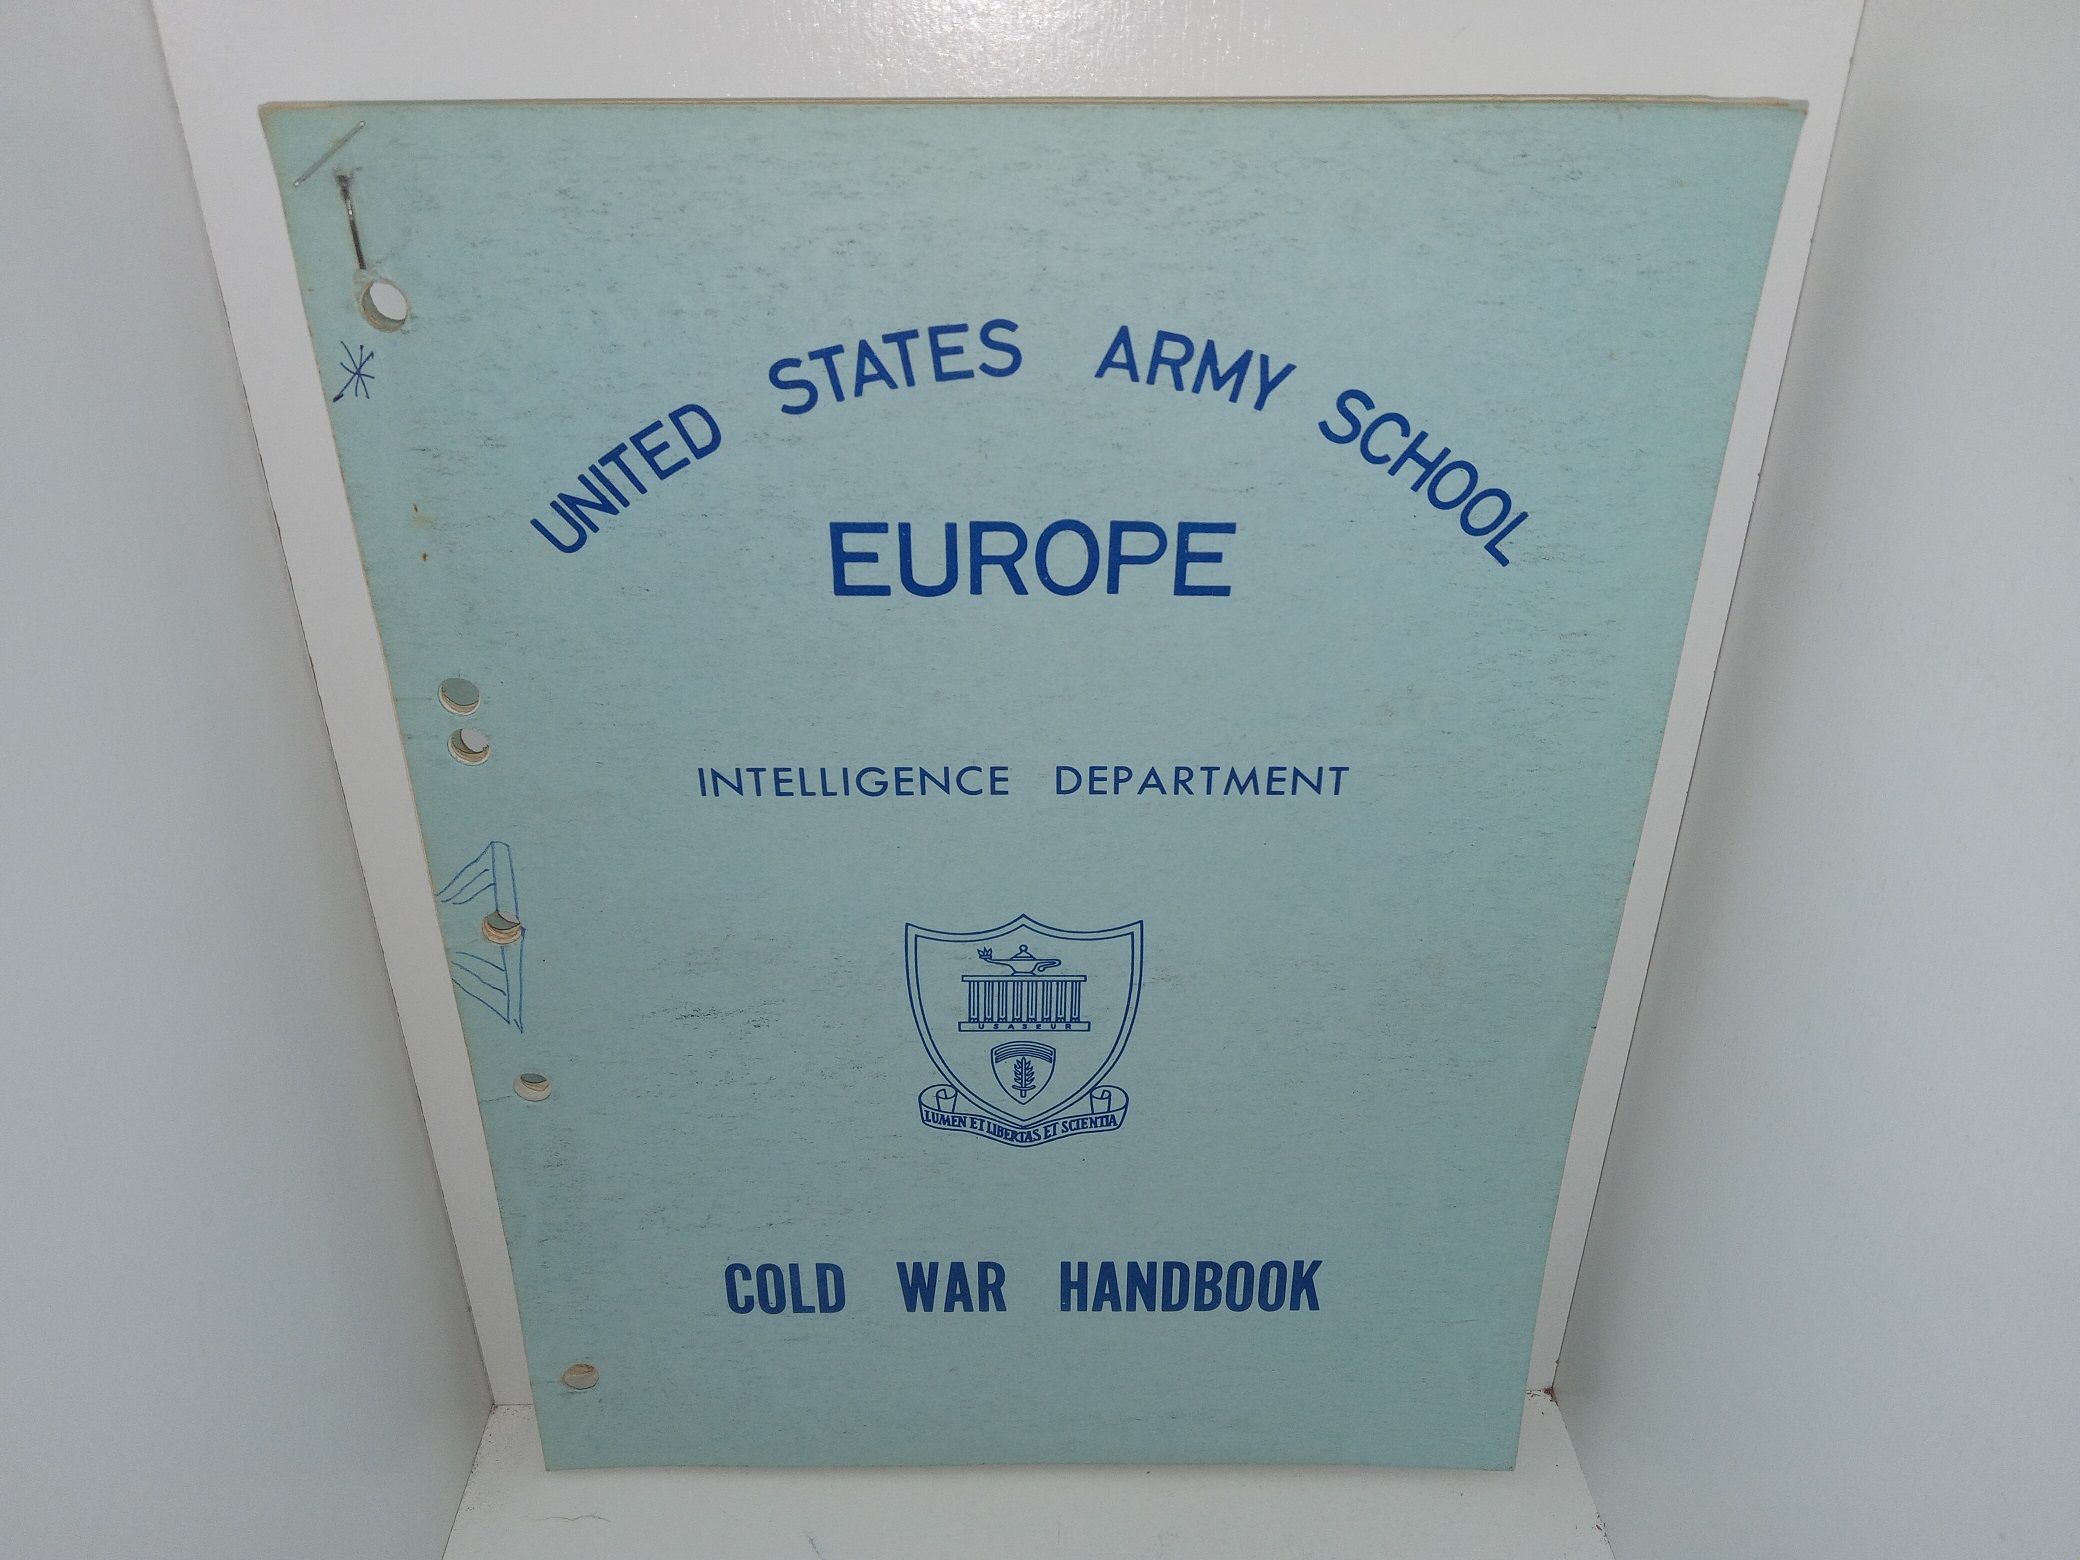 UNITED STATES ARMY SCHOOL
EUROPE
INTELLIGENCE DEPARTMENT
USASEUR
LUMEN ET LIBERTAS ET SCIENTIA
COLD WAR HANDBOOK